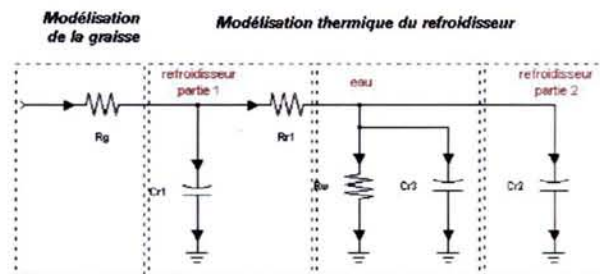 Modélisation
de la graisse
Modélisation thermique du refroidisseur
refroidisseur
partie 1
eau
refroidisseur
partie 2
Rg
Rr1
Cr1
Rw
Cr3
Cr2